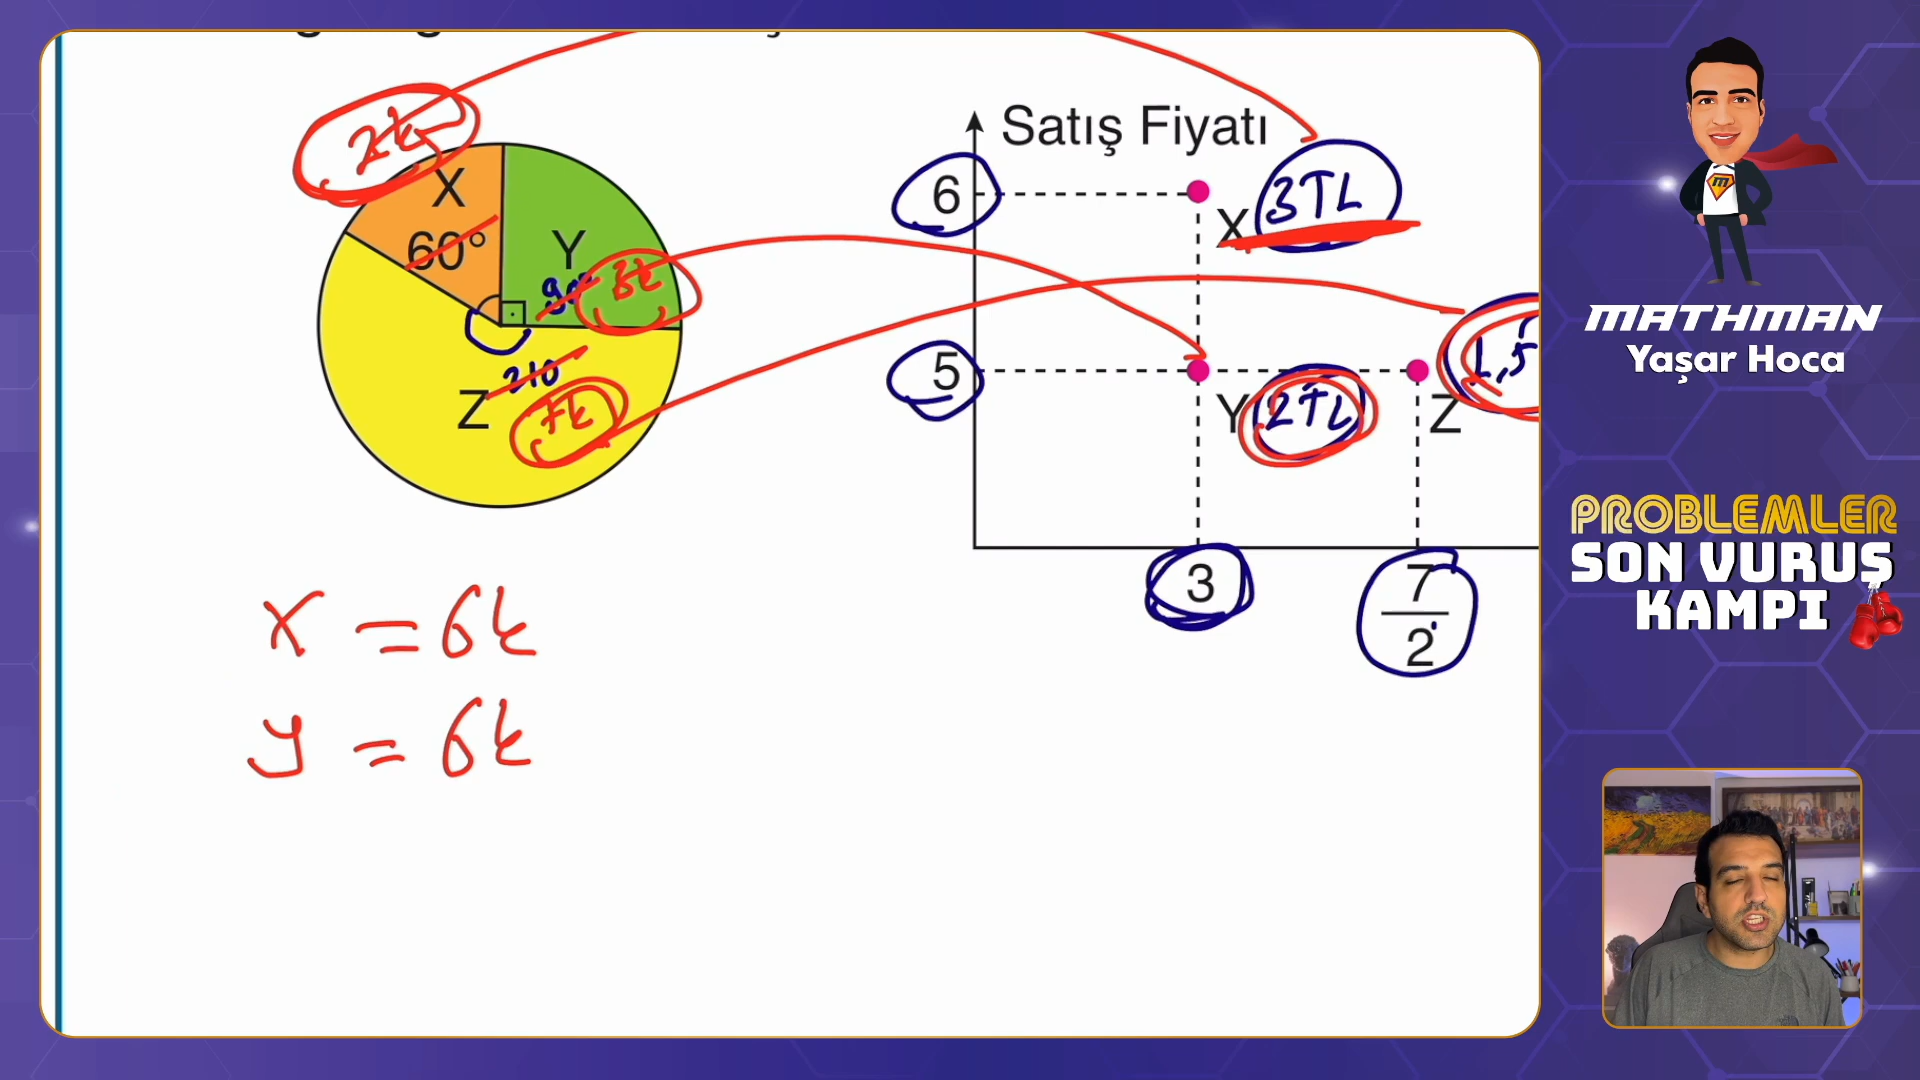 2k
X
60°
Y
90°
3k
Z
210
7k
Satış Fiyatı
6
X
3TL
5
Y
2TL
Z
1,5
3
7
2
X = 6k
y = 6k
m
MATHMAN
Yaşar Hoca
PROBLEMLER
SON VURUŞ
KAMPI